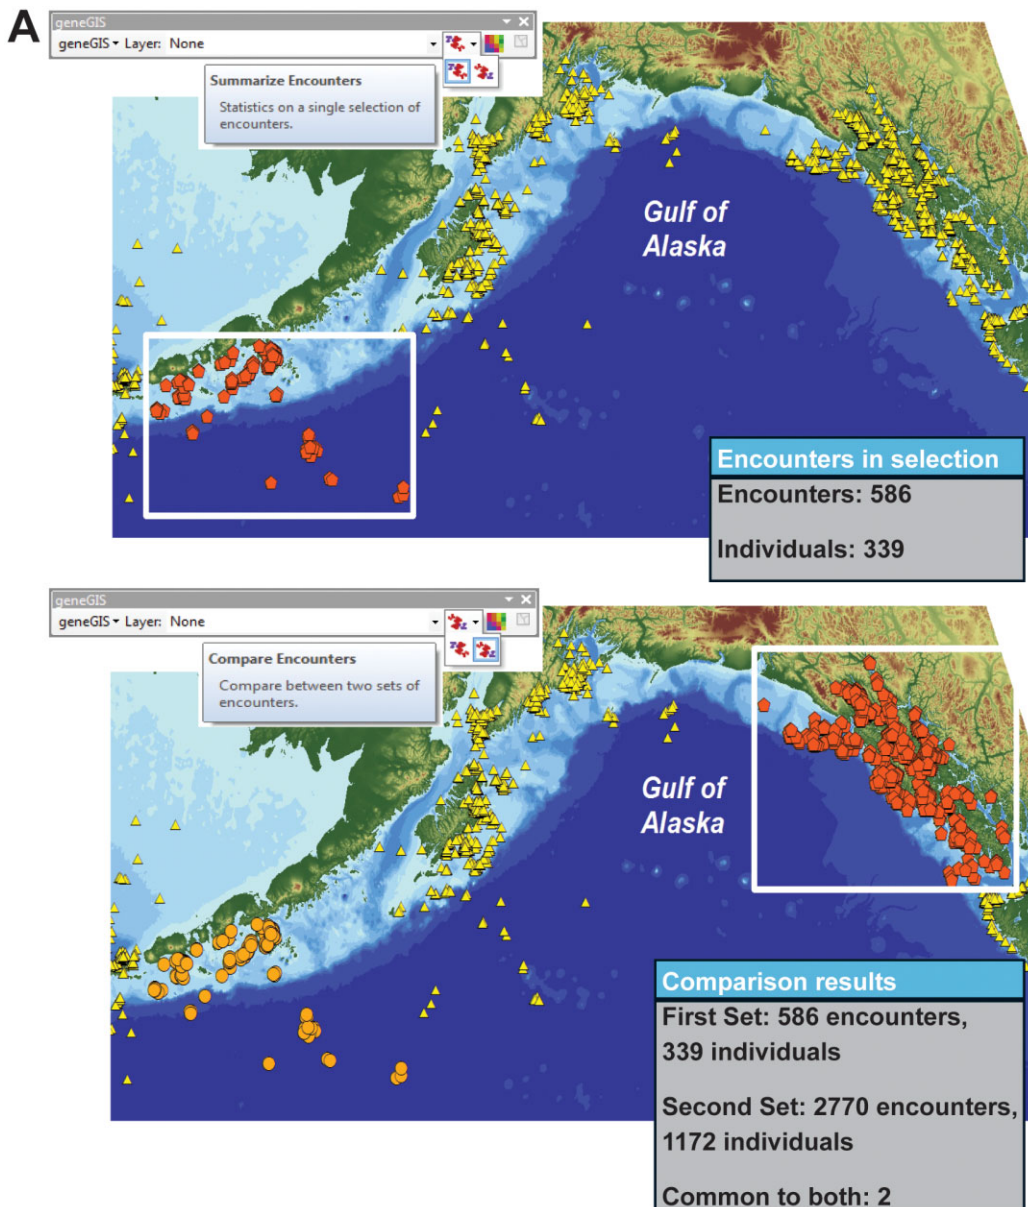 A
geneGIS
geneGIS Layer: None
Summarize Encounters
Statistics on a single selection of
encounters.
Gulf of
Alaska
Encounters in selection
Encounters: 586
Individuals: 339
geneGIS
geneGIS Layer: None
Compare Encounters
Compare between two sets of
encounters.
Gulf of
Alaska
Comparison results
First Set: 586 encounters,
339 individuals
Second Set: 2770 encounters,
1172 individuals
Common to both: 2